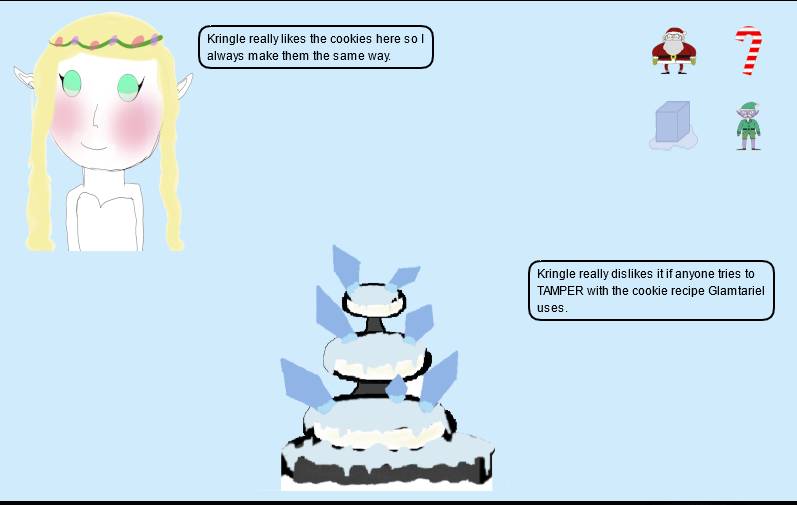 Kringle really likes the cookies here so I
always make them the same way.
Kringle really dislikes it if anyone tries to
TAMPER with the cookie recipe Glamtariel
uses.